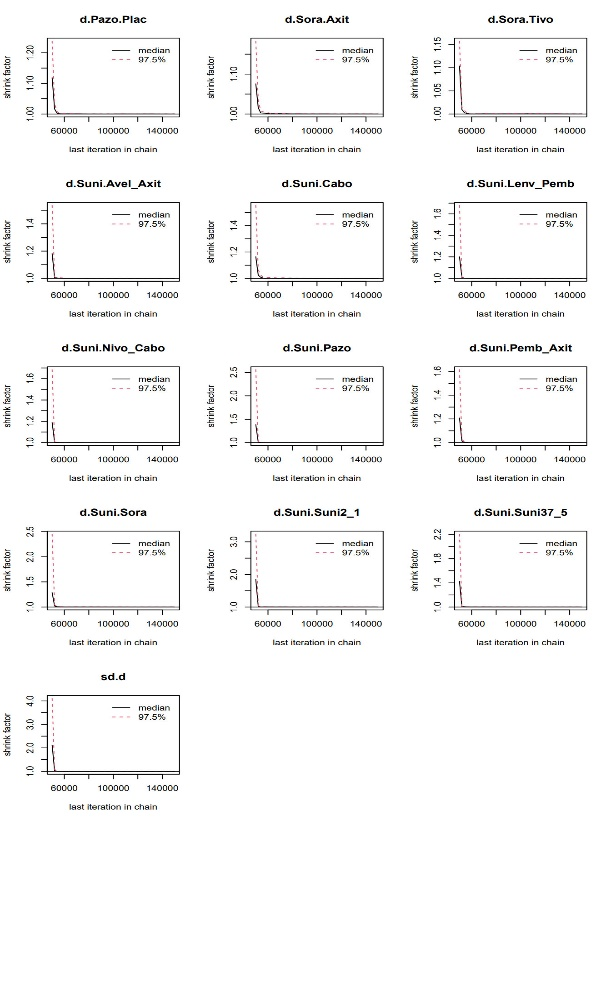 d.Pazo.Plac
d.Sora.Axit
d.Sora.Tivo
shrink factor
1.00 1.10 1.20
median
97.5%
60000 100000 140000
last iteration in chain
shrink factor
1.00 1.10
median
97.5%
60000 100000 140000
last iteration in chain
shrink factor
1.00 1.05 1.10 1.15
median
97.5%
60000 100000 140000
last iteration in chain
d.Suni.Avel_Axit
d.Suni.Cabo
d.Suni.Lenv_Pemb
shrink factor
1.0 1.2 1.4
median
97.5%
60000 100000 140000
last iteration in chain
shrink factor
1.0 1.2 1.4
median
97.5%
60000 100000 140000
last iteration in chain
shrink factor
1.0 1.2 1.4 1.6
median
97.5%
60000 100000 140000
last iteration in chain
d.Suni.Nivo_Cabo
d.Suni.Pazo
d.Suni.Pemb_Axit
shrink factor
1.0 1.2 1.4 1.6
median
97.5%
60000 100000 140000
last iteration in chain
shrink factor
1.0 1.5 2.0 2.5
median
97.5%
60000 100000 140000
last iteration in chain
shrink factor
1.0 1.2 1.4 1.6
median
97.5%
60000 100000 140000
last iteration in chain
d.Suni.Sora
d.Suni.Suni2_1
d.Suni.Suni37_5
shrink factor
1.0 1.5 2.0 2.5
median
97.5%
60000 100000 140000
last iteration in chain
shrink factor
1.0 2.0 3.0
median
97.5%
60000 100000 140000
last iteration in chain
shrink factor
1.0 1.4 1.8 2.2
median
97.5%
60000 100000 140000
last iteration in chain
sd.d
shrink factor
1.0 2.0 3.0 4.0
median
97.5%
60000 100000 140000
last iteration in chain